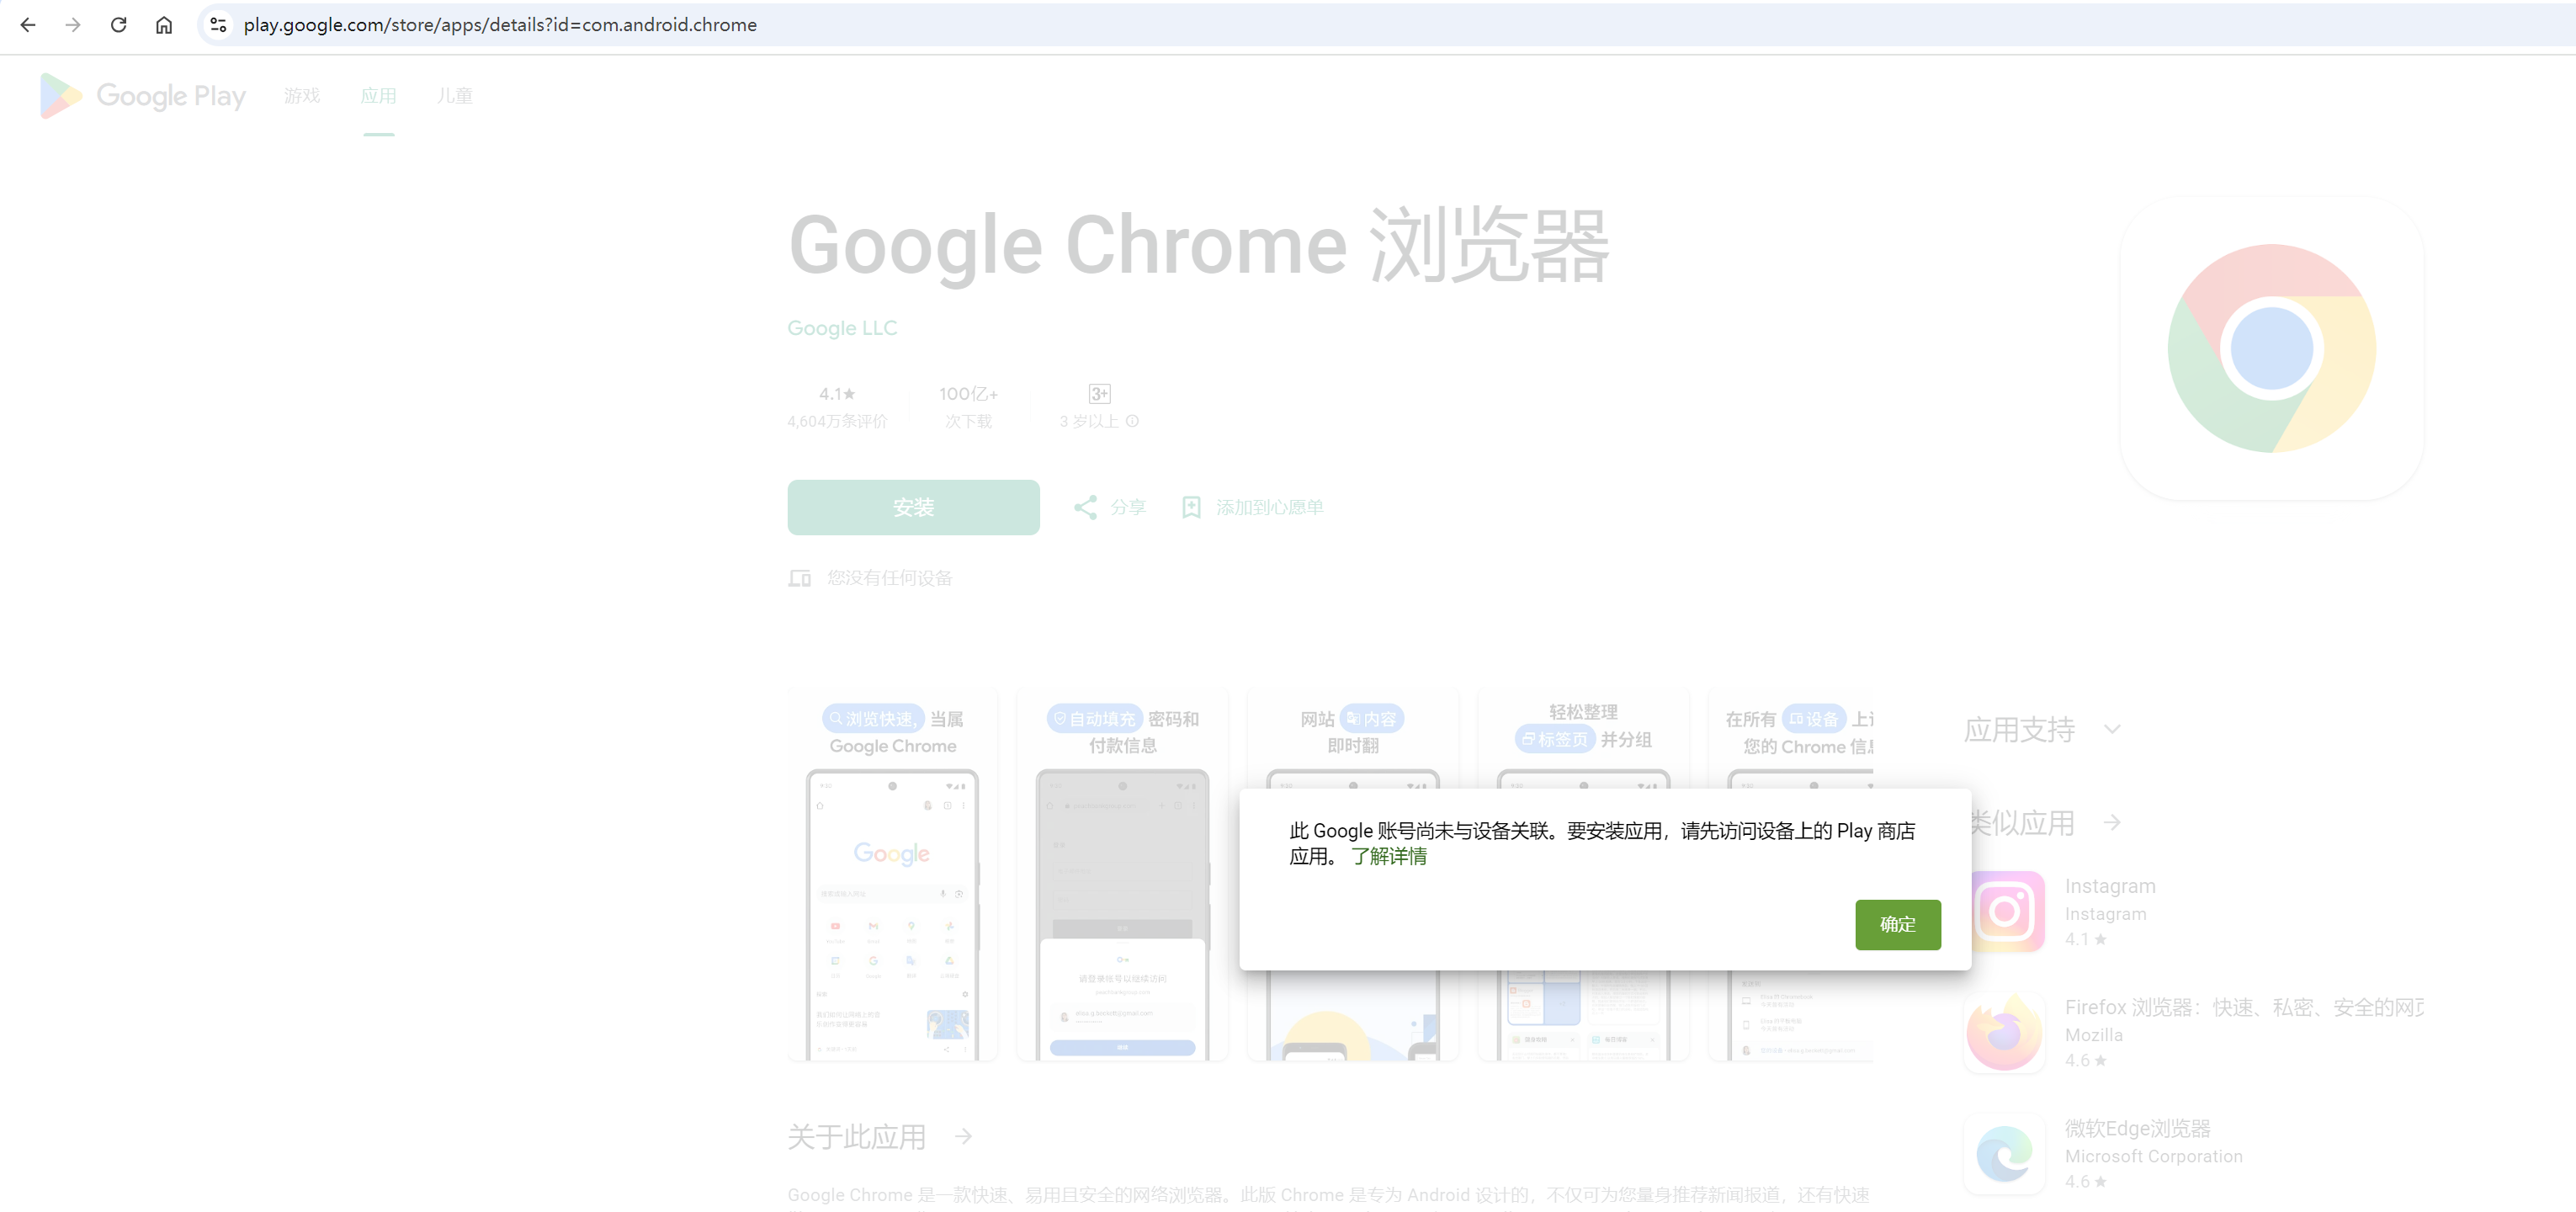 play.google.com/store/apps/details?id=com.android.chrome
Google Play 游戏 应用 儿童
Google Chrome 浏览器
Google LLC
4.1★ 100亿+ 3+
4,604万条评价 次下载 3 岁以上
安装 分享 添加到心愿单
您没有任何设备
浏览快速, 当属
Google Chrome
自动填充 密码和
付款信息
网站 内容
即时翻
轻松整理
标签页 并分组
在所有 设备 上
您的 Chrome 信
Google
应用支持
此 Google 账号尚未与设备关联。要安装应用，请先访问设备上的 Play 商店
应用。 了解详情
确定
类似应用
Instagram
Instagram
4.1★
Firefox 浏览器：快速、私密、安全的网
Mozilla
4.6★
微软Edge浏览器
Microsoft Corporation
4.6★
请登录账号以继续访问
关于此应用
Google Chrome 是一款快速、易用且安全的网络浏览器。此版 Chrome 是专为 Android 设计的，不仅可为您量身推荐新闻报道，还有快速